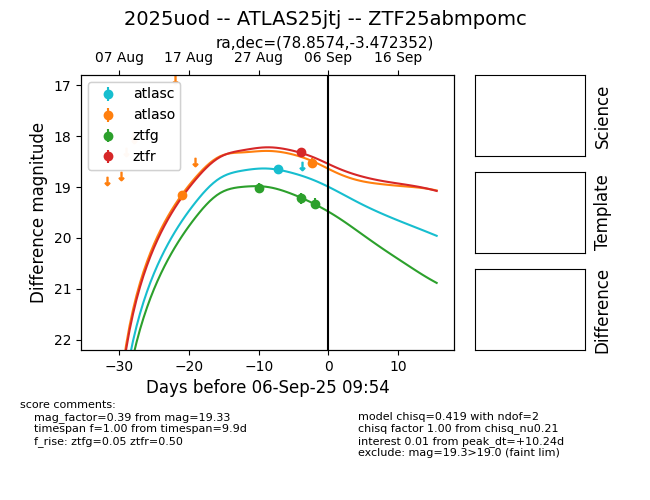 2025uod -- ATLAS25jtj -- ZTF25abmpomc
ra,dec=(78.8574,-3.472352)
07 Aug 17 Aug 27 Aug 06 Sep 16 Sep
17
18
19
20
21
22
Difference magnitude
atlasc
atlaso
ztfg
ztfr
−30 −20 −10 0 10
Days before 06-Sep-25 09:54
Science
Template
Difference
score comments:
mag_factor=0.39 from mag=19.33
timespan f=1.00 from timespan=9.9d
f_rise: ztfg=0.05 ztfr=0.50
model chisq=0.419 with ndof=2
chisq factor 1.00 from chisq_nu0.21
interest 0.01 from peak_dt=+10.24d
exclude: mag=19.3>19.0 (faint lim)